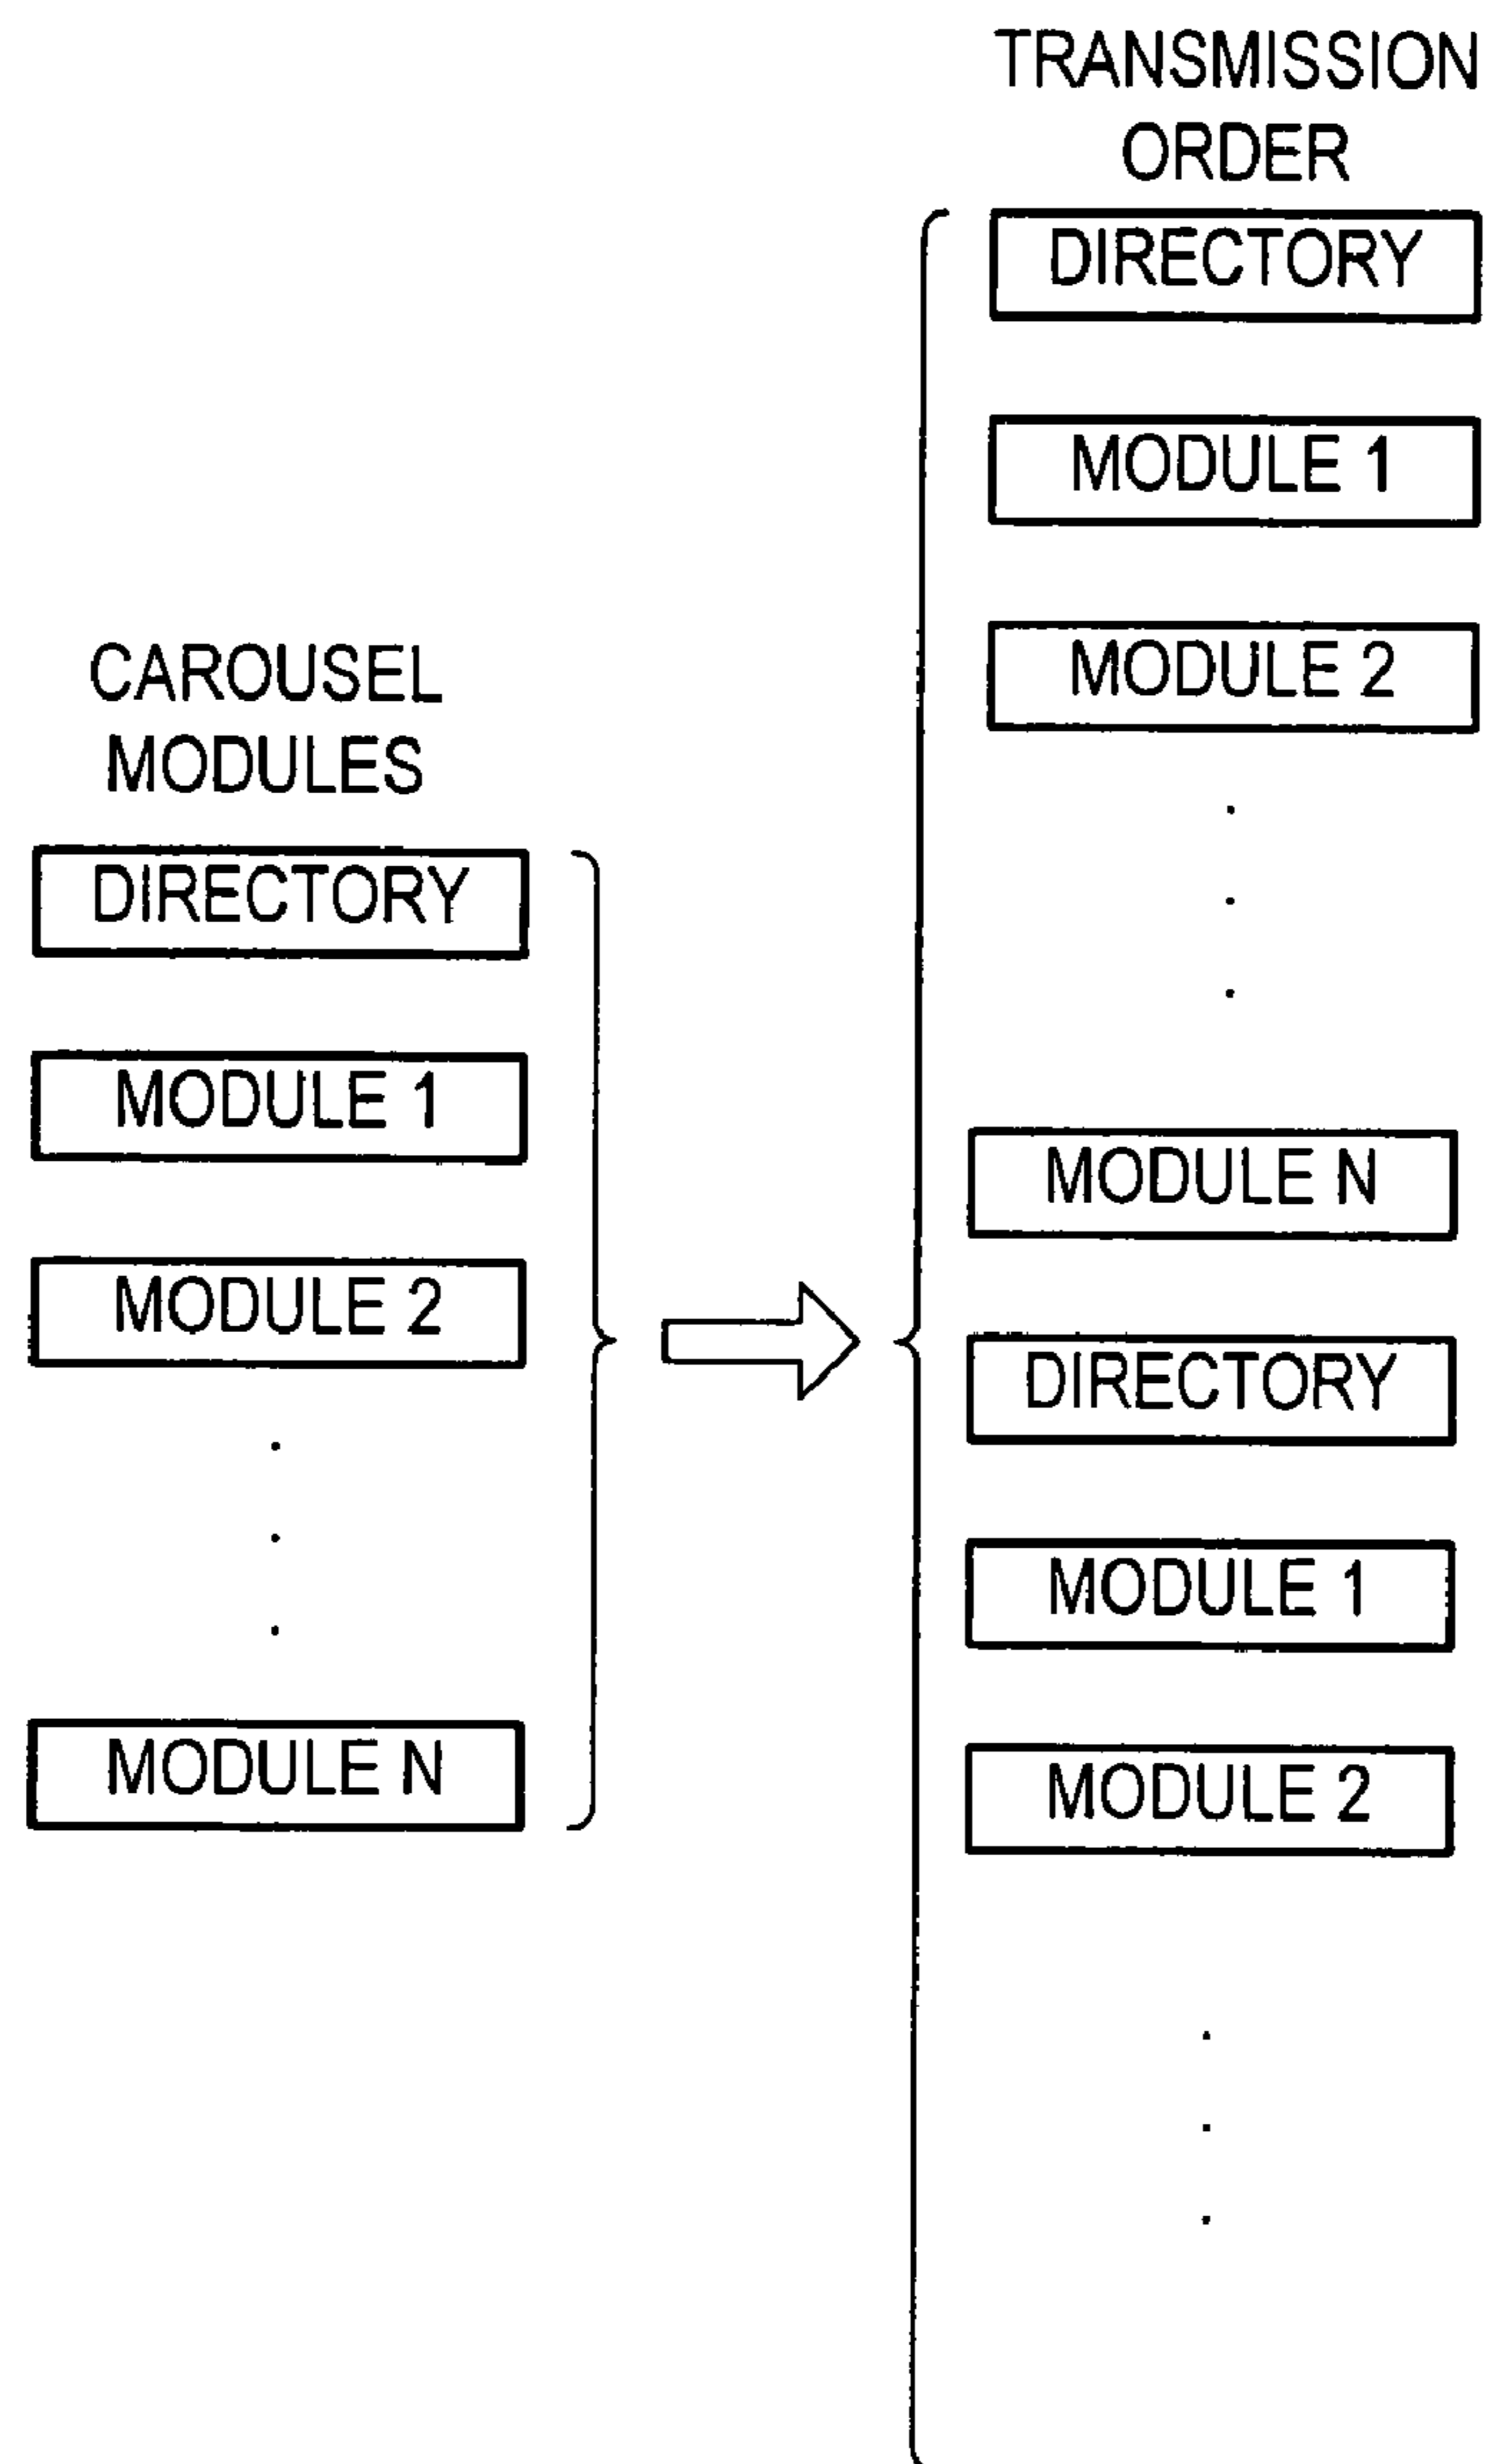 CAROUSEL
MODULES
DIRECTORY
MODULE 1
MODULE 2
.
.
.
MODULE N
TRANSMISSION
ORDER
DIRECTORY
MODULE 1
MODULE 2
.
.
.
MODULE N
DIRECTORY
MODULE 1
MODULE 2
.
.
.